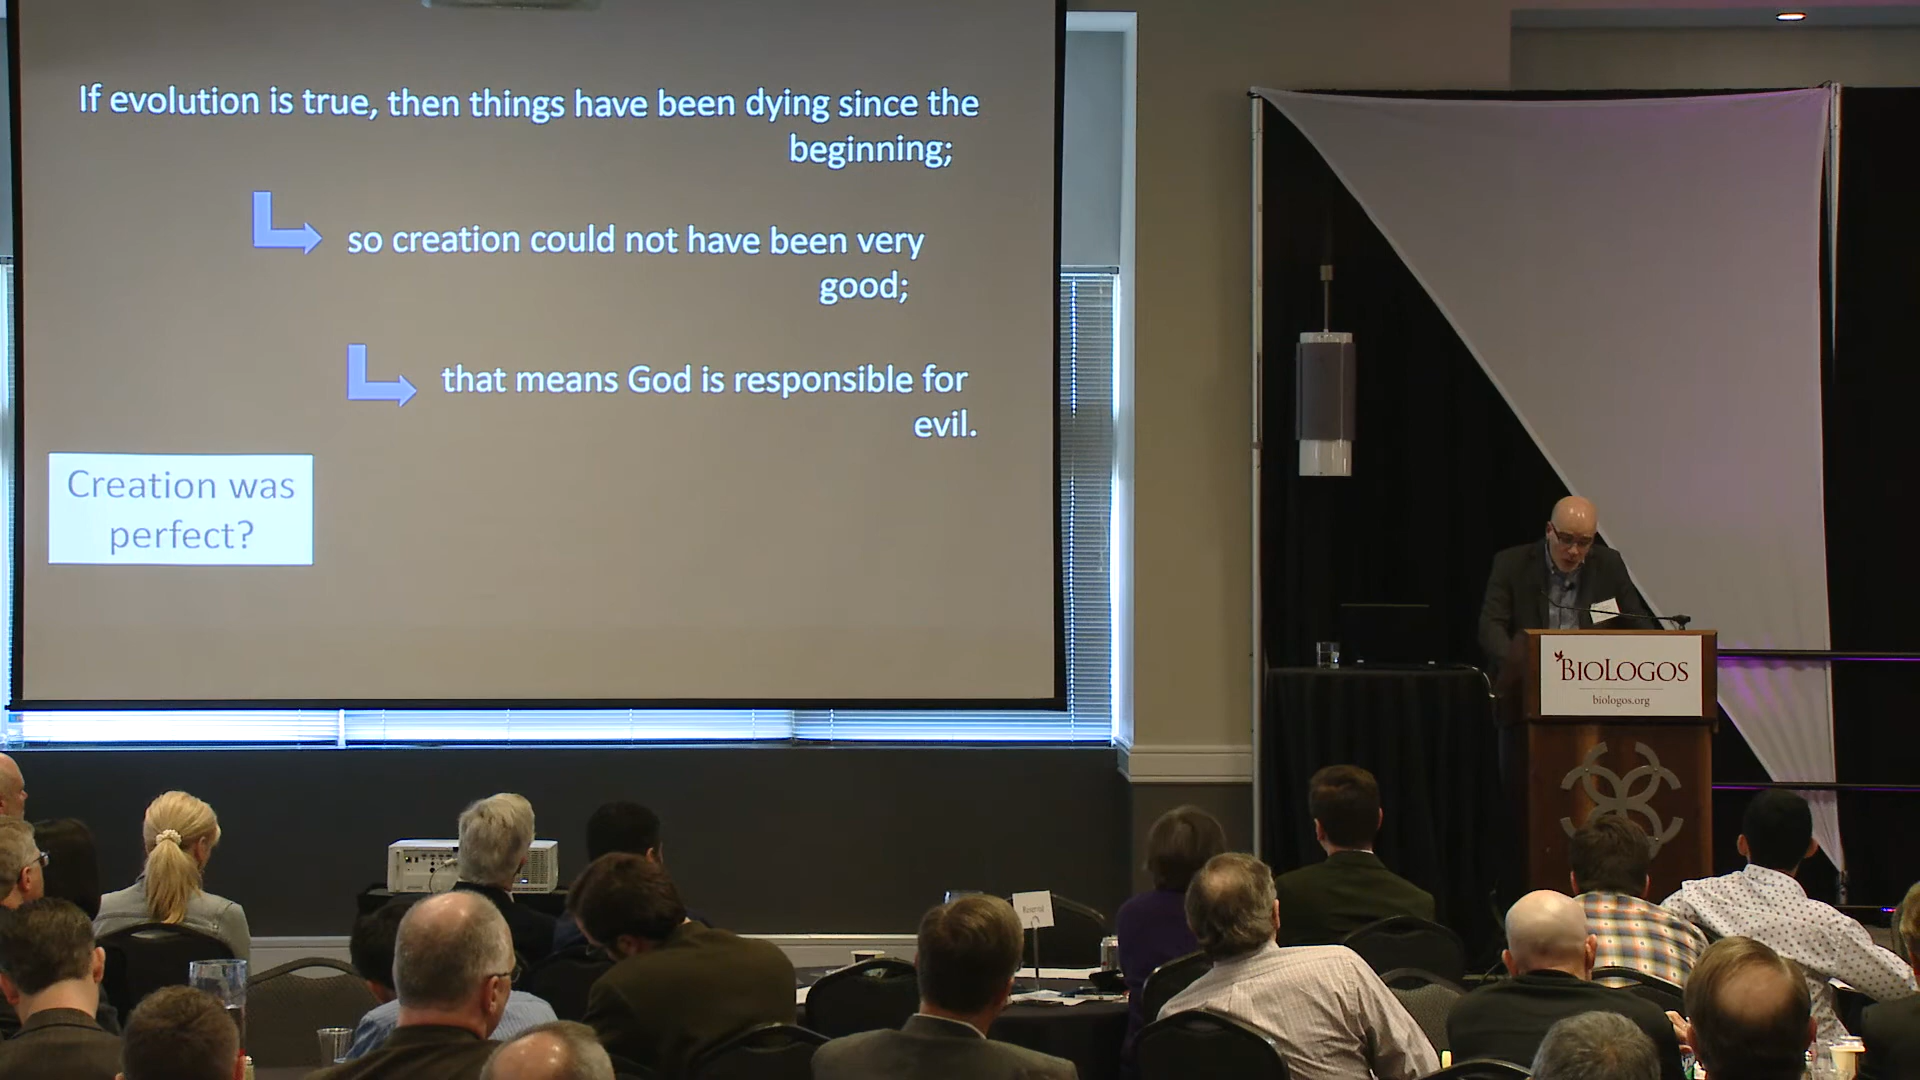 If evolution is true, then things have been dying since the
beginning;
so creation could not have been very
good;
that means God is responsible for
evil.
Creation was
perfect?
BIOLOGOS
biologos.org
Reserved